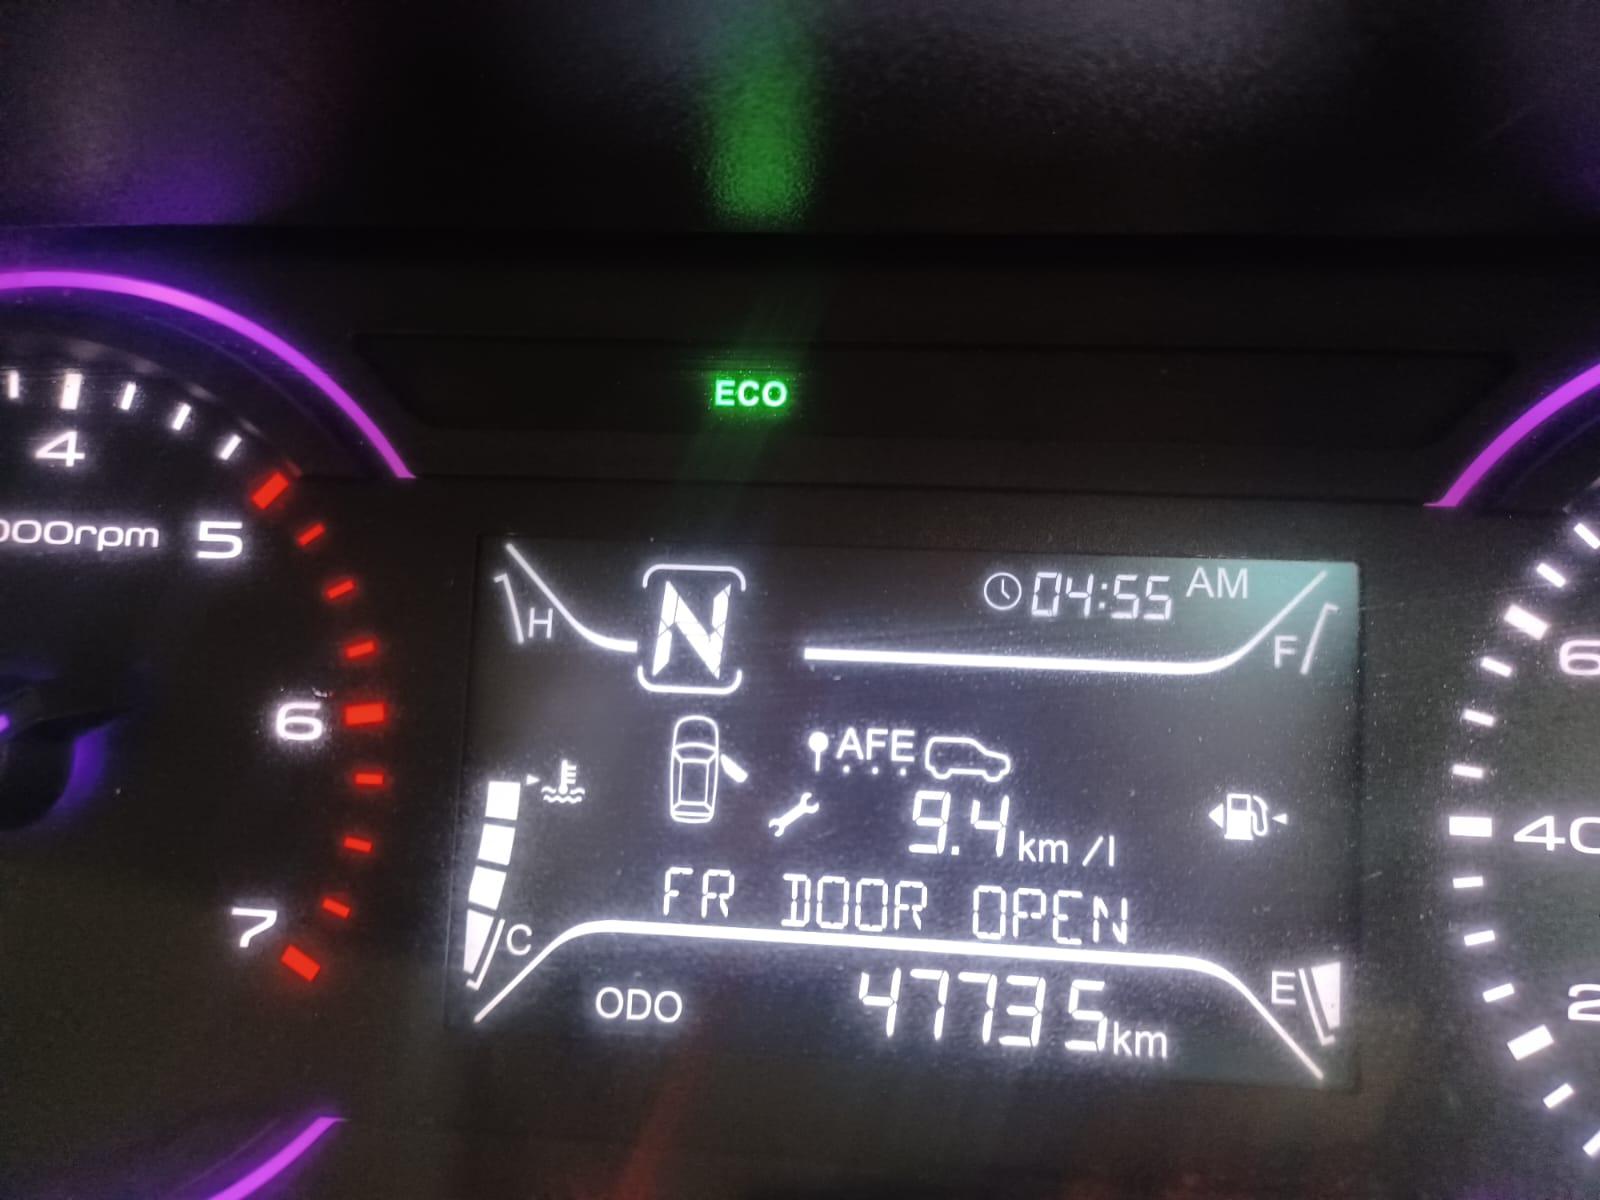 ECO
4
5
000rpm
6
7
H
N
04:55 AM
F
AFE
9.4 km/l
FR DOOR OPEN
C
E
ODO 47735 km
6
40
2